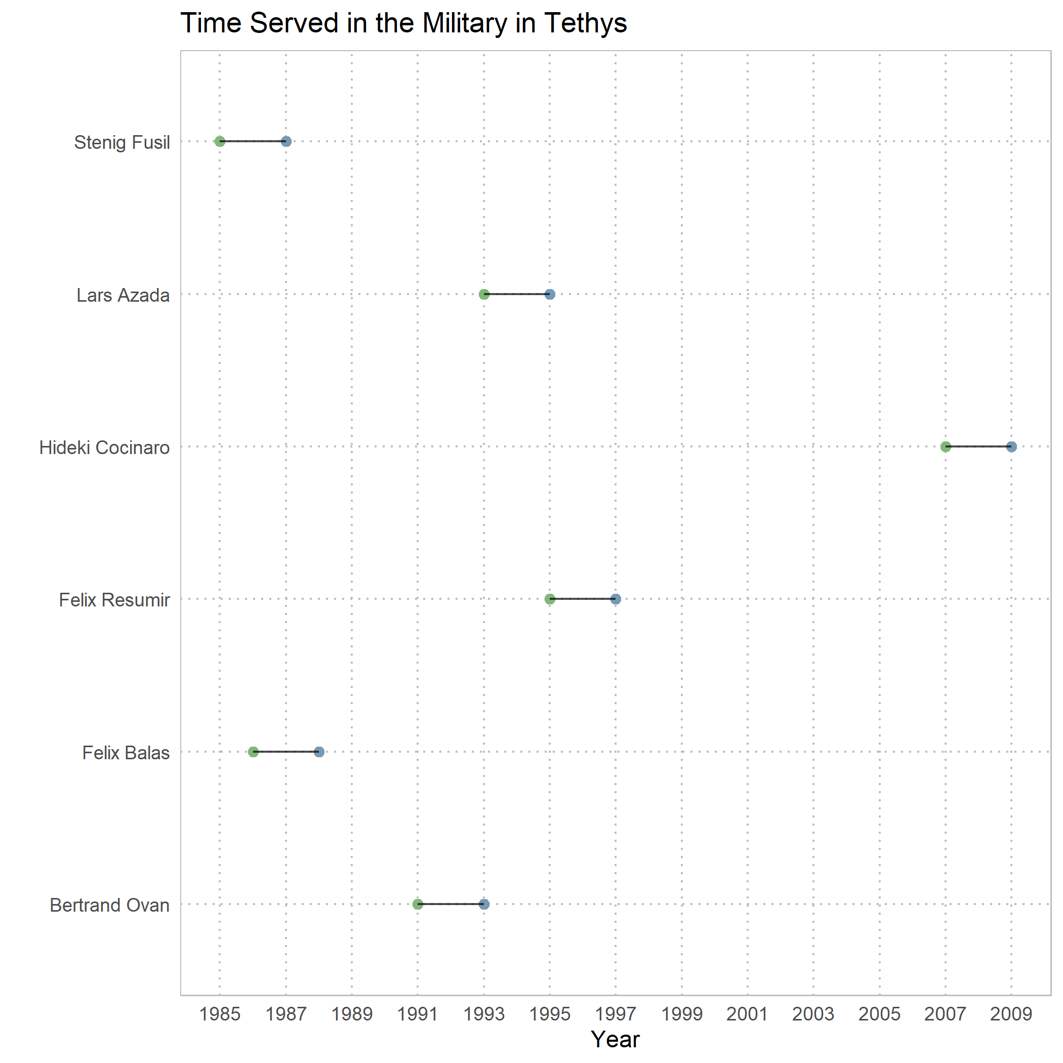 Time Served in the Military in Tethys
Stenig Fusil
Lars Azada
Hideki Cocinaro
Felix Resumir
Felix Balas
Bertrand Ovan
1985 1987 1989 1991 1993 1995 1997 1999 2001 2003 2005 2007 2009
Year